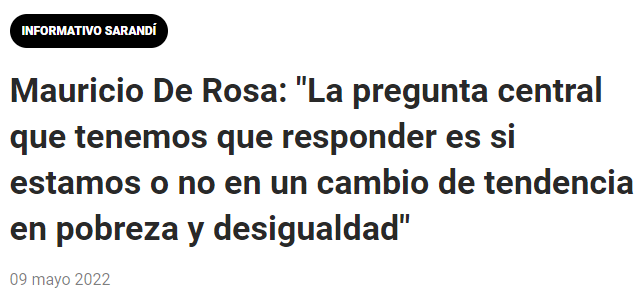 INFORMATIVO SARANDÍ
Mauricio De Rosa: "La pregunta central
que tenemos que responder es si
estamos o no en un cambio de tendencia
en pobreza y desigualdad"
09 mayo 2022